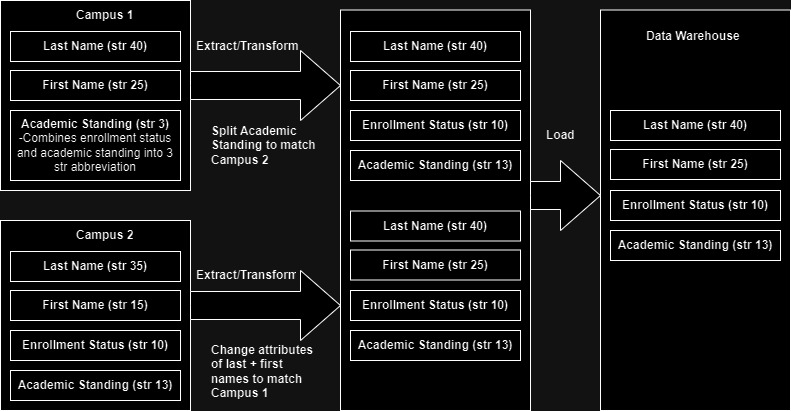 Campus 1
Last Name (str 40)
First Name (str 25)
Academic Standing (str 3)
-Combines enrollment status
and academic standing into 3
str abbreviation
Extract/Transform
Split Academic
Standing to match
Campus 2
Campus 2
Last Name (str 35)
First Name (str 15)
Enrollment Status (str 10)
Academic Standing (str 13)
Extract/Transform
Change attributes
of last + first
names to match
Campus 1
Last Name (str 40)
First Name (str 25)
Enrollment Status (str 10)
Academic Standing (str 13)
Last Name (str 40)
First Name (str 25)
Enrollment Status (str 10)
Academic Standing (str 13)
Load
Data Warehouse
Last Name (str 40)
First Name (str 25)
Enrollment Status (str 10)
Academic Standing (str 13)